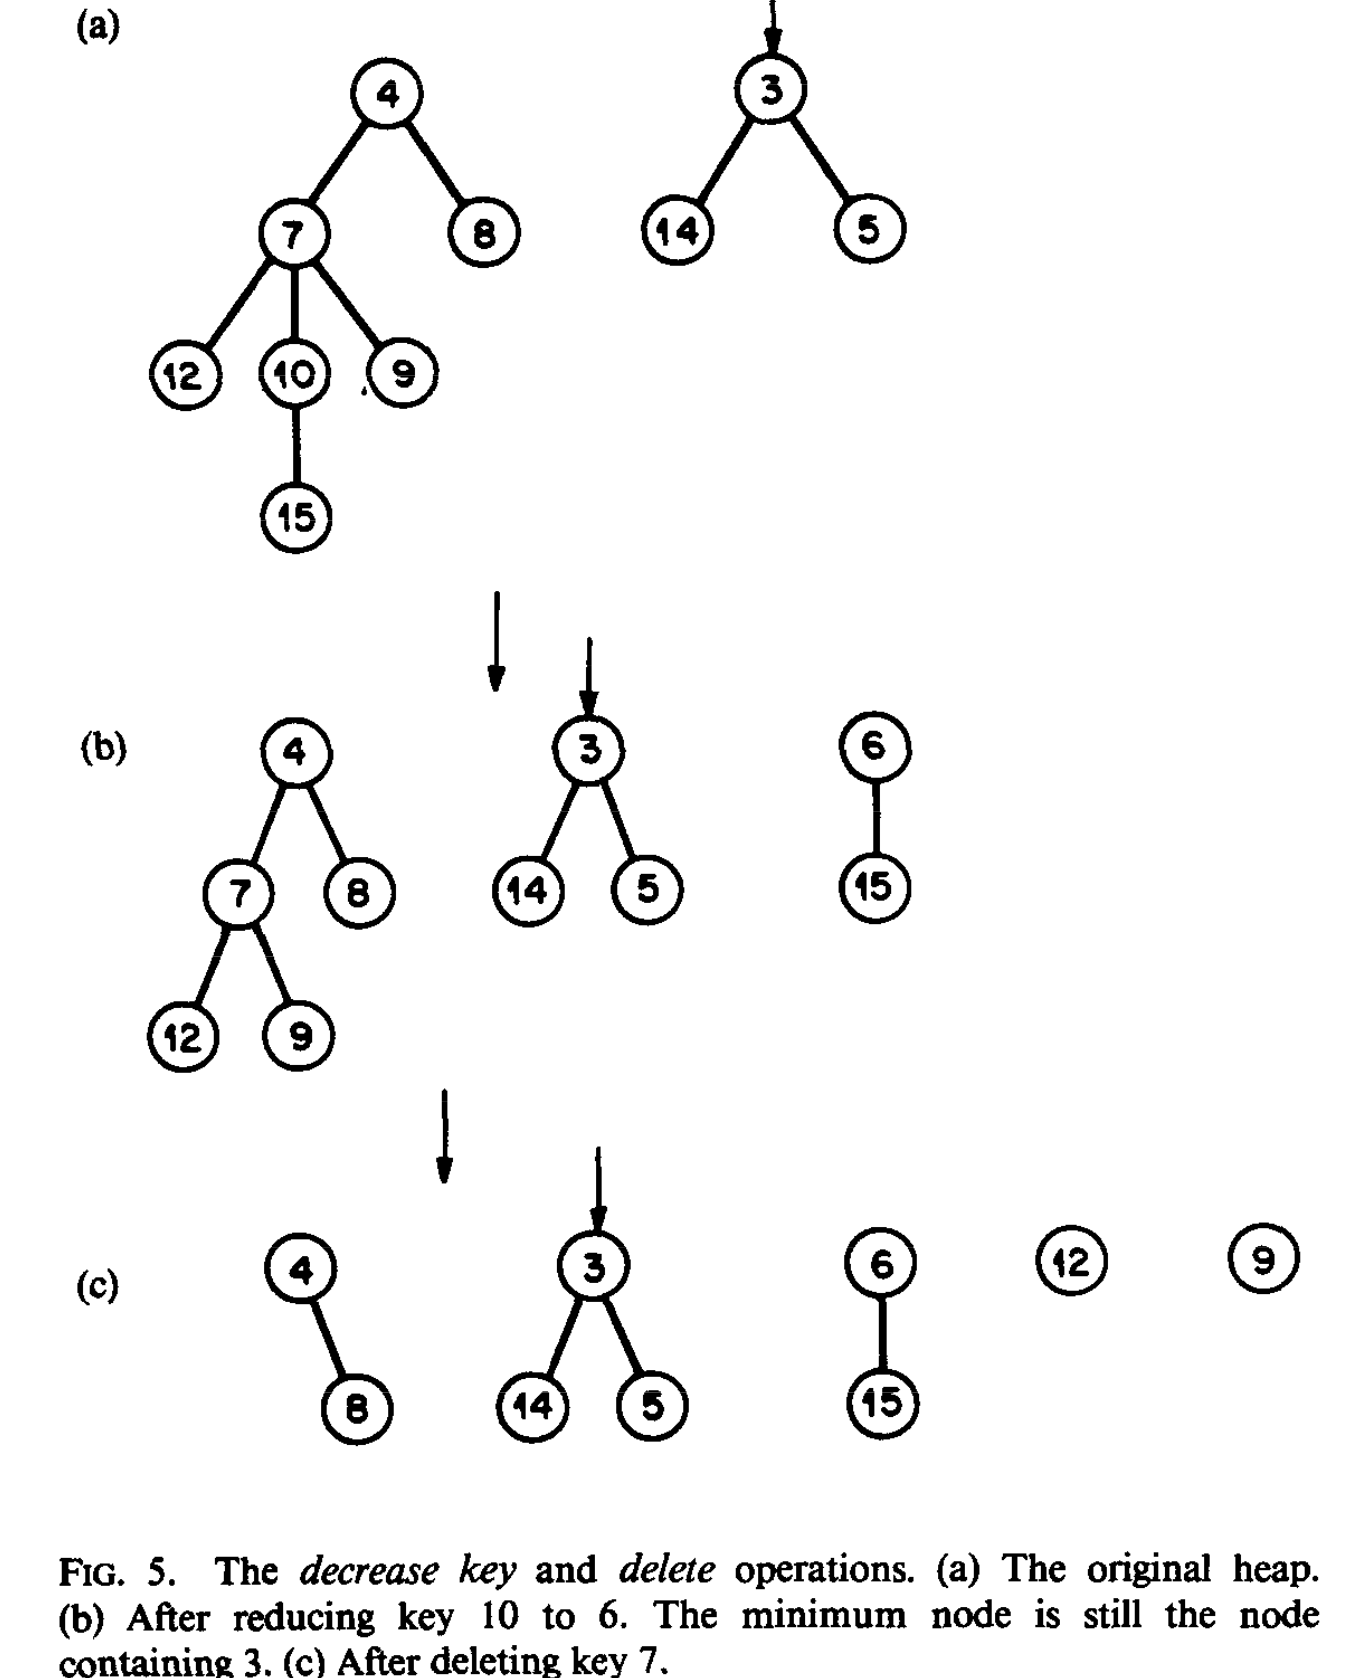 (a)
4 3
7 8 14 5
12 10 9
15
(b) 4 3 6
7 8 14 5 15
12 9
(c) 4 3 6 12 9
8 14 5 15
FIG. 5. The decrease key and delete operations. (a) The original heap.
(b) After reducing key 10 to 6. The minimum node is still the node
containing 3. (c) After deleting key 7.